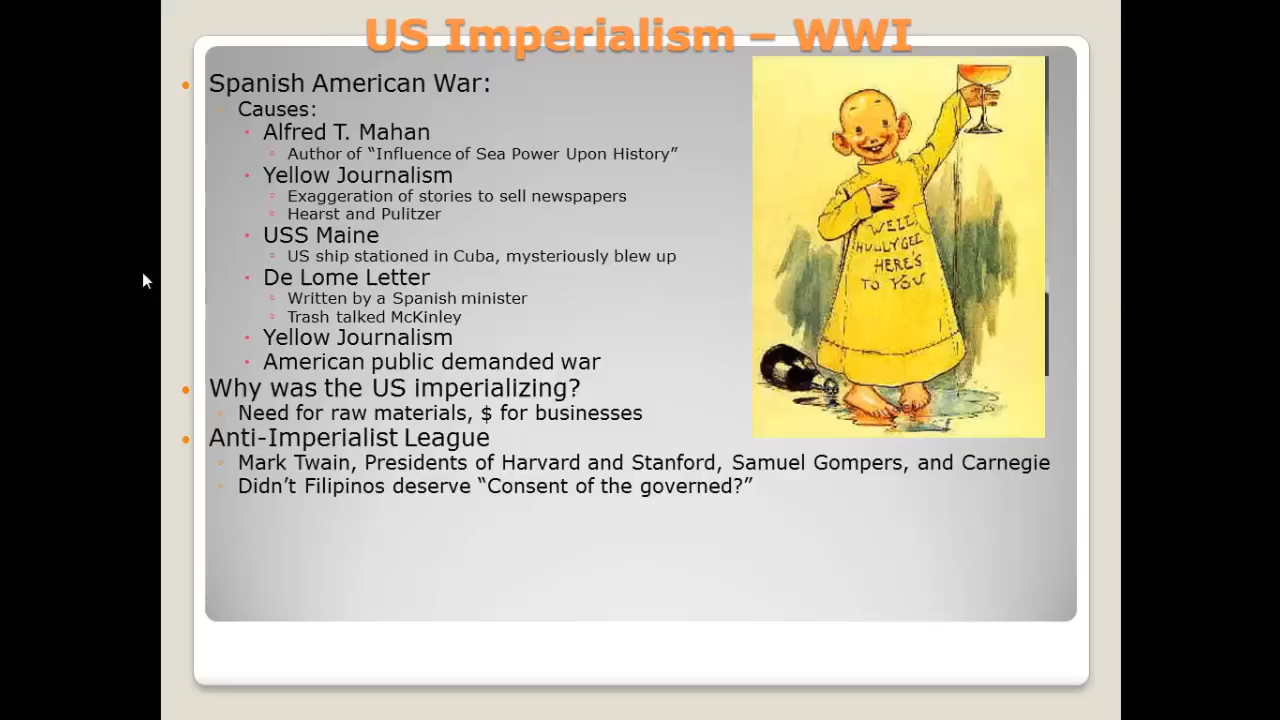 US Imperialism – WWI
Spanish American War:
Causes:
Alfred T. Mahan
Author of “Influence of Sea Power Upon History”
Yellow Journalism
Exaggeration of stories to sell newspapers
Hearst and Pulitzer
USS Maine
US ship stationed in Cuba, mysteriously blew up
De Lome Letter
Written by a Spanish minister
Trash talked McKinley
Yellow Journalism
American public demanded war
Why was the US imperializing?
Need for raw materials, $ for businesses
Anti-Imperialist League
Mark Twain, Presidents of Harvard and Stanford, Samuel Gompers, and Carnegie
Didn’t Filipinos deserve “Consent of the governed?”
WELL,
HULLY GEE
HERE'S
TO YOU